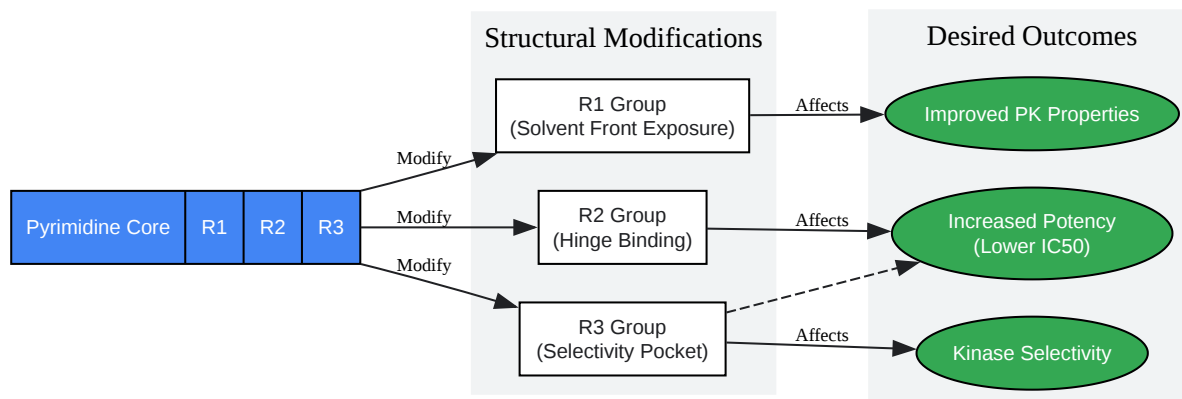 Structural Modifications
Desired Outcomes
R1 Group
(Solvent Front Exposure)
Affects
Improved PK Properties
Modify
Pyrimidine Core
R1
R2
R3
Modify
R2 Group
(Hinge Binding)
Affects
Increased Potency
(Lower IC50)
Modify
R3 Group
(Selectivity Pocket)
Affects
Kinase Selectivity